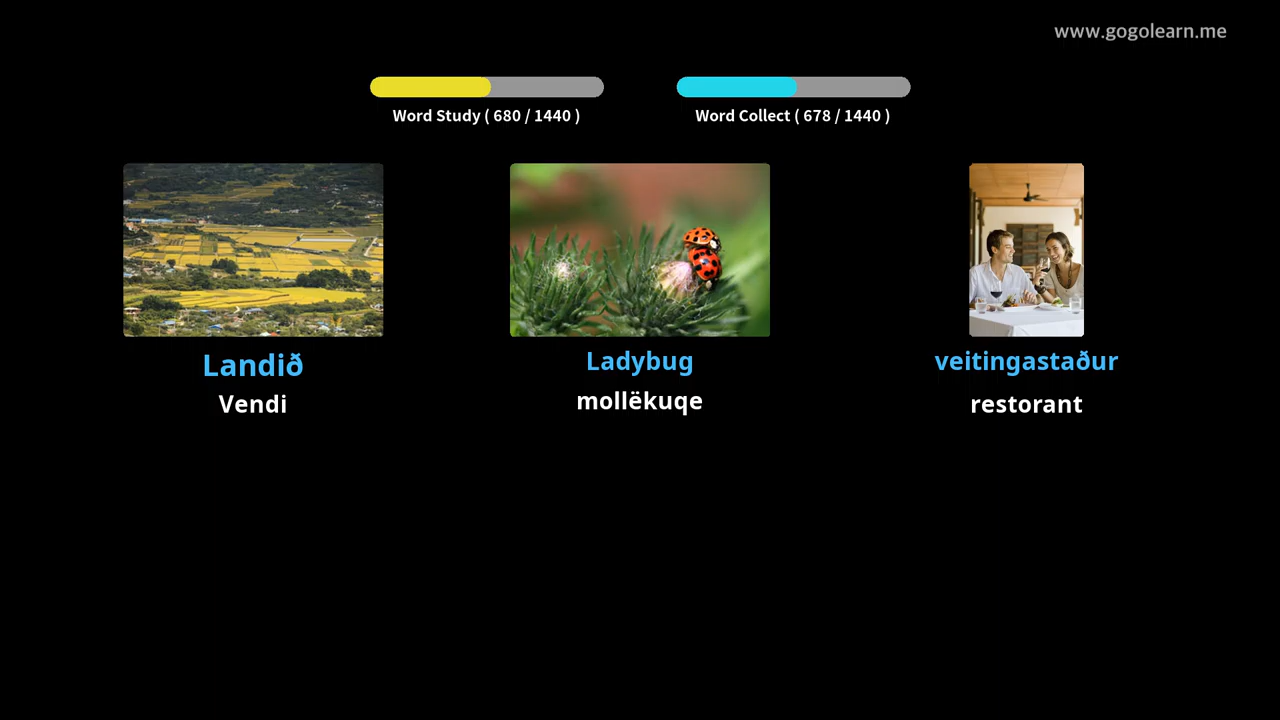 www.gogolearn.me
Word Study ( 680 / 1440 )
Word Collect ( 678 / 1440 )
Landið
Vendi
Ladybug
mollëkuqe
veitingastaður
restorant